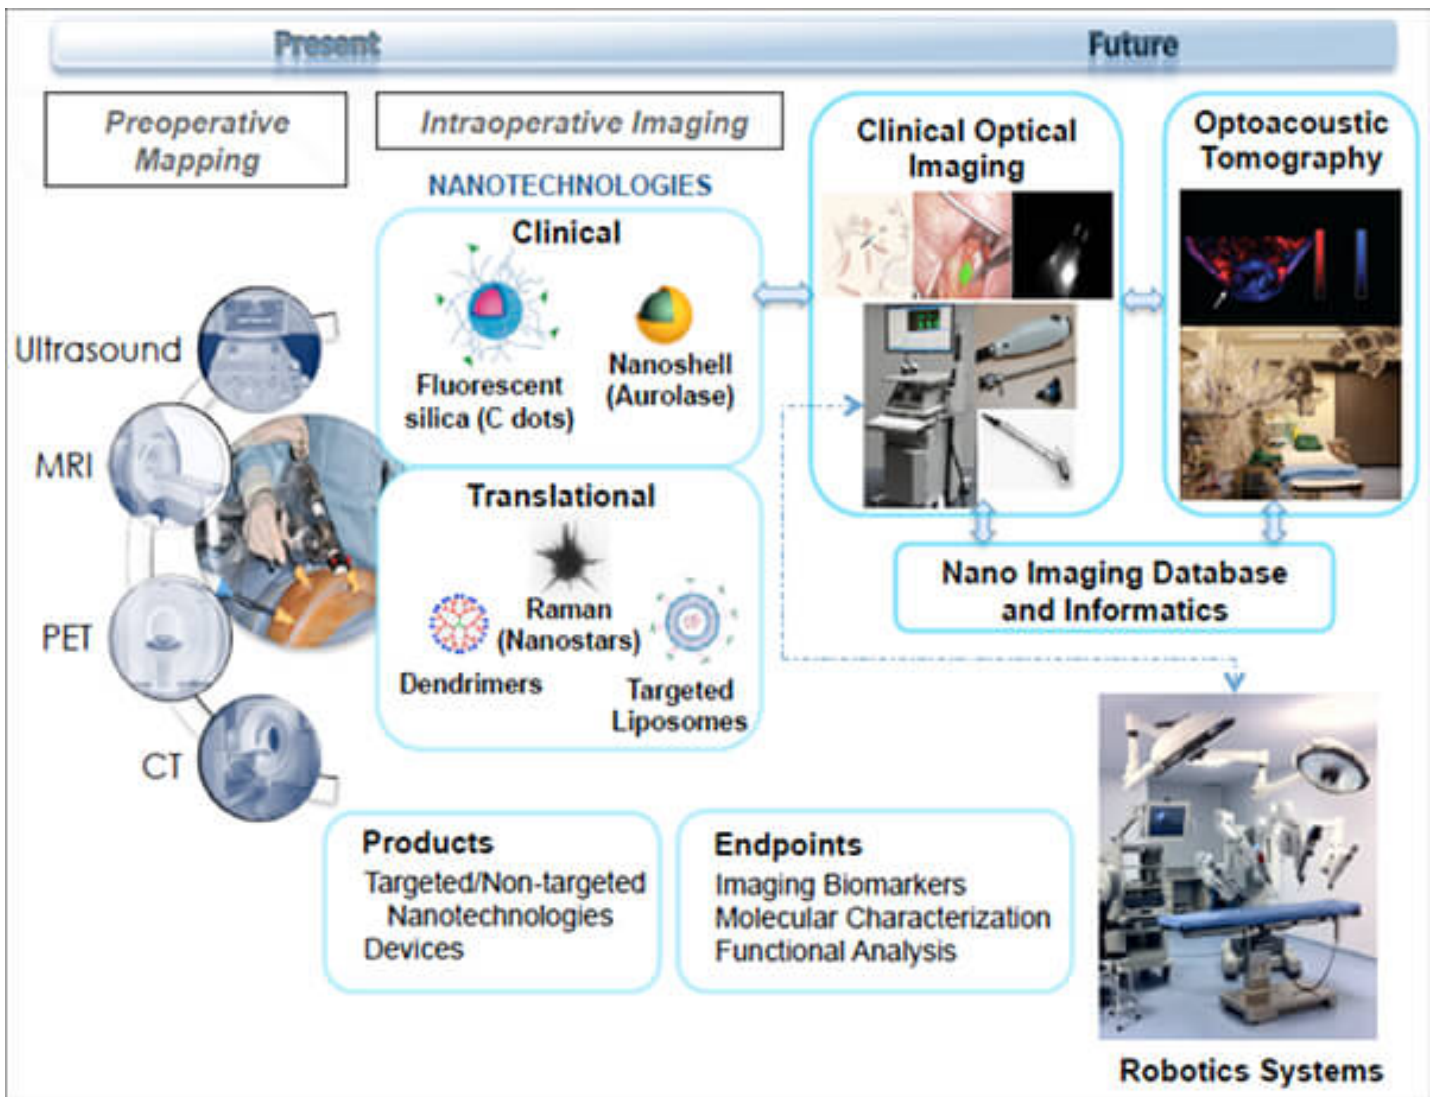 Present
Future
Preoperative
Mapping
Intraoperative Imaging
NANOTECHNOLOGIES
Clinical
Fluorescent
silica (C dots)
Nanoshell
(Aurolase)
Translational
Raman
(Nanostars)
Dendrimers
Targeted
Liposomes
Ultrasound
MRI
PET
CT
Clinical Optical
Imaging
Optoacoustic
Tomography
Nano Imaging Database
and Informatics
Products
Targeted/Non-targeted
Nanotechnologies
Devices
Endpoints
Imaging Biomarkers
Molecular Characterization
Functional Analysis
Robotics Systems